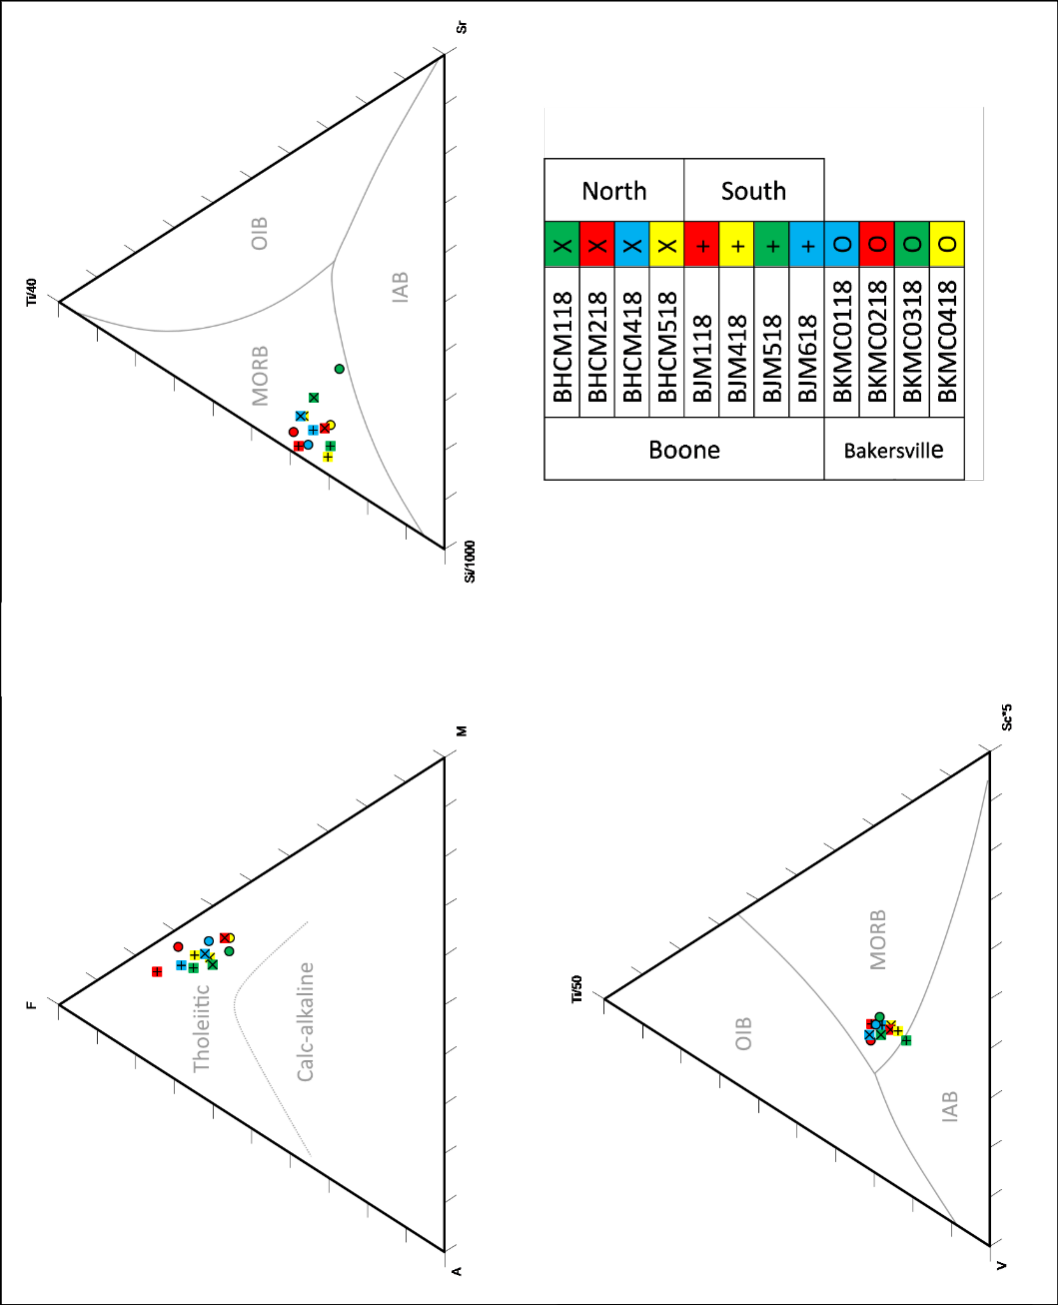 F
Tholeiitic
Calc-alkaline
A
M
Ti/40
OIB
MORB
IAB
Si/1000
Sr
Ti/50
OIB
MORB
IAB
V
Sc*5
Boone
BHCM118 X
BHCM218 X
BHCM418 X
BHCM518 X
North
BJM118 +
BJM418 +
BJM518 +
BJM618 +
South
Bakersville
BKMC0118 O
BKMC0218 O
BKMC0318 O
BKMC0418 O